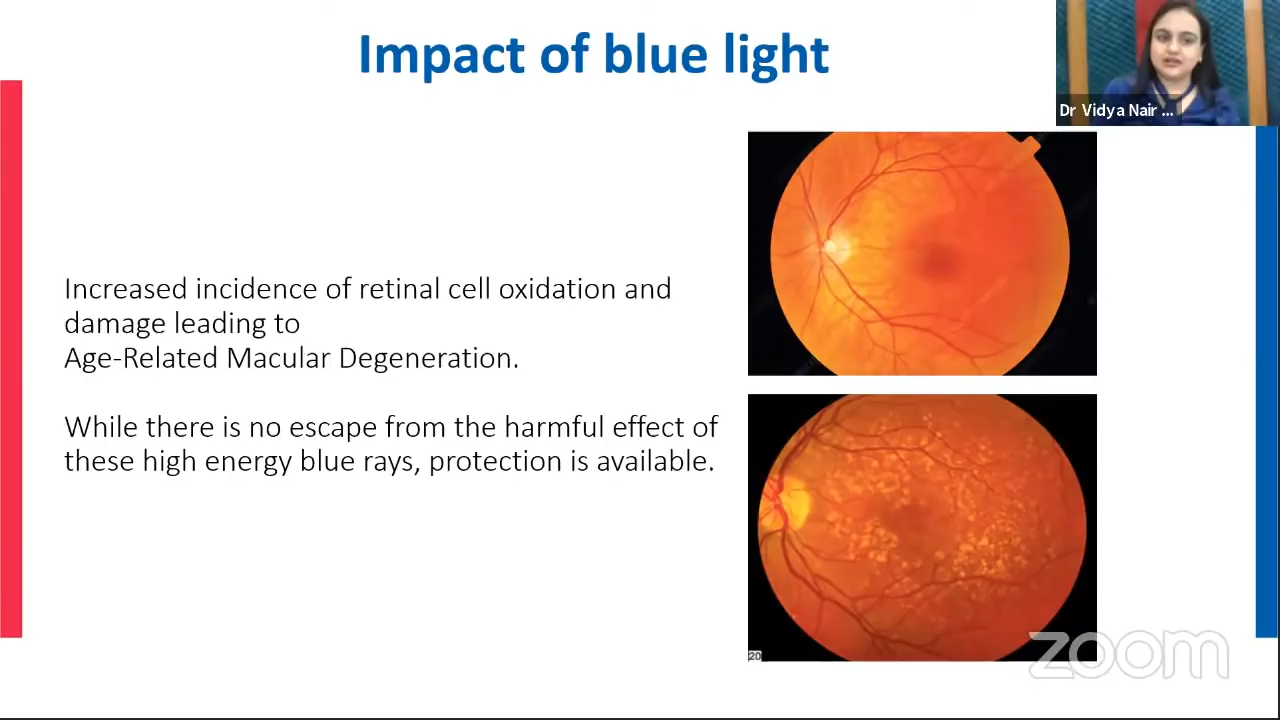 Impact of blue light
Dr Vidya Nair ...
Increased incidence of retinal cell oxidation and
damage leading to
Age-Related Macular Degeneration.
While there is no escape from the harmful effect of
these high energy blue rays, protection is available.
20
zoom